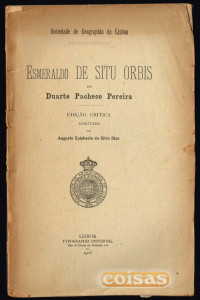 Sociedade de Geographia de Lisboa
ESMERALDO DE SITU ORBIS
DE
Duarte Pacheco Pereira
EDIÇÃO CRITICA
ANNOTADA
POR
Augusto Epiphanio da Silva Dias
LISBOA
TYPOGRAPHIA UNIVERSAL
coisas